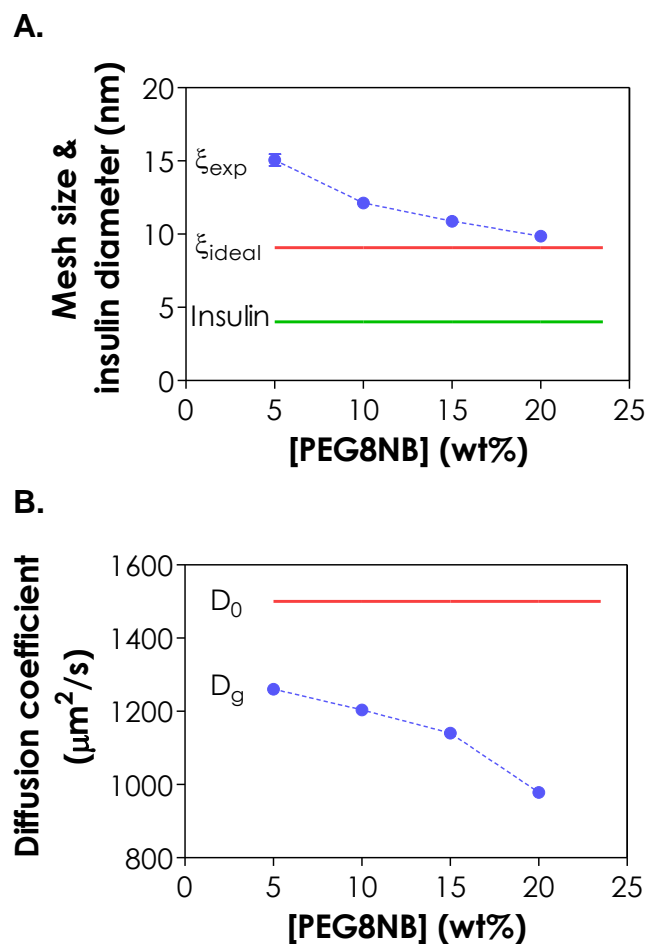 A.
Mesh size &
insulin diameter (nm)
20
15
10
5
0
ξexp
ξideal
Insulin
0 5 10 15 20 25
[PEG8NB] (wt%)
B.
Diffusion coefficient
(μm²/s)
1600
1400
1200
1000
800
D₀
Dg
0 5 10 15 20 25
[PEG8NB] (wt%)